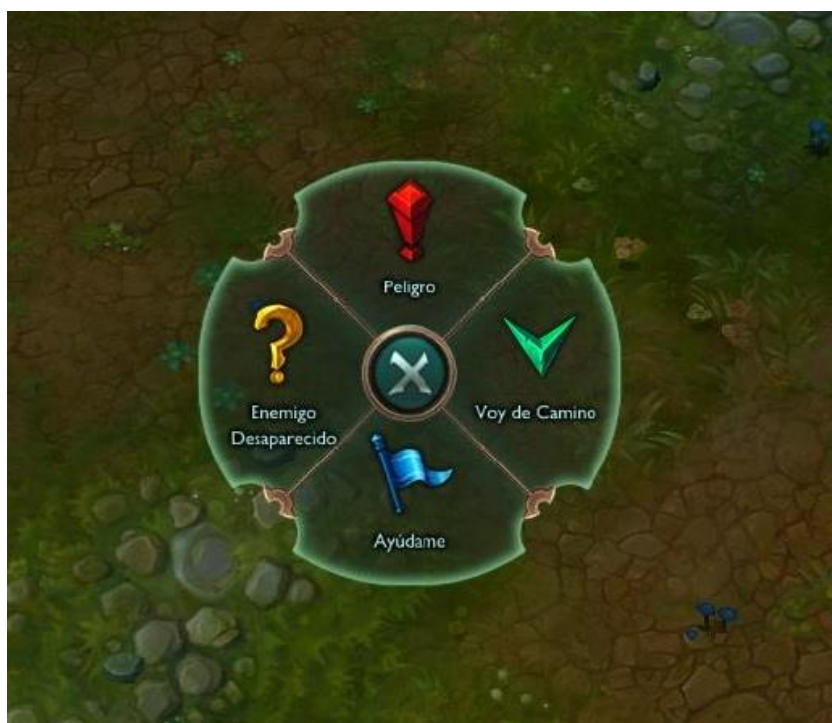 Peligro
Enemigo
Desaparecido
Voy de Camino
Ayúdame